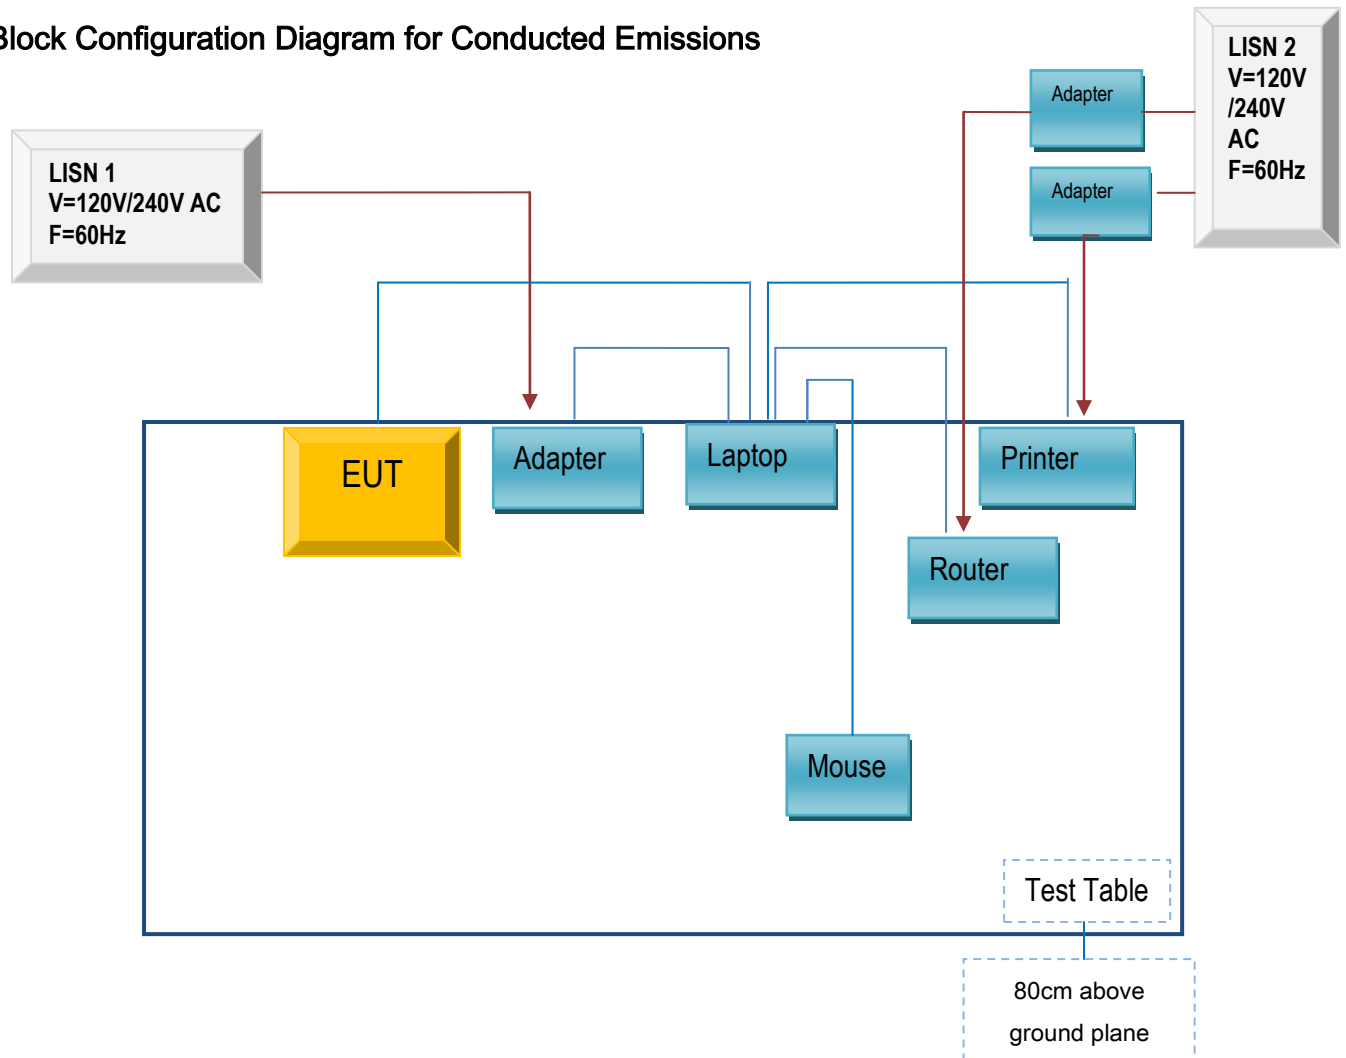 Block Configuration Diagram for Conducted Emissions
LISN 1
V=120V/240V AC
F=60Hz
Adapter
Adapter
LISN 2
V=120V
/240V
AC
F=60Hz
EUT
Adapter
Laptop
Printer
Router
Mouse
Test Table
80cm above
ground plane